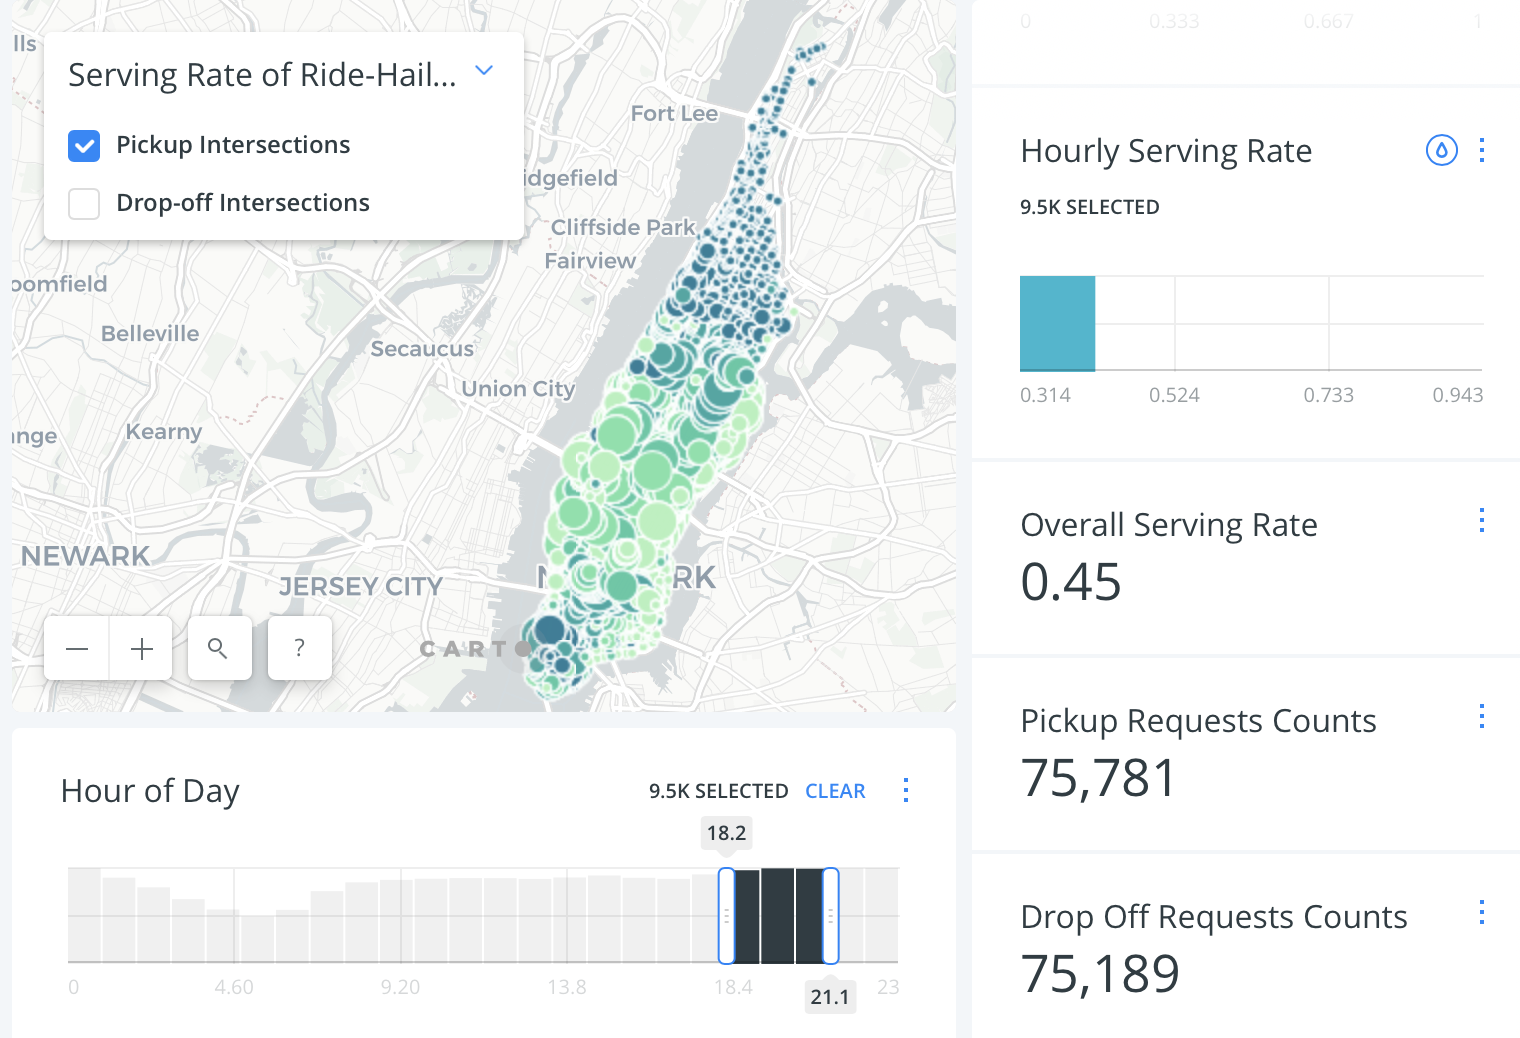 lls
Serving Rate of Ride-Hail...
Pickup Intersections
Drop-off Intersections
Fort Lee
idgefield
Cliffside Park
Fairview
oomfield
Belleville
Secaucus
Union City
ange
Kearny
NEWARK
JERSEY CITY
RK
CART
?
Hour of Day
9.5K SELECTED CLEAR
18.2
0 4.60 9.20 13.8 18.4 23
21.1
0 0.333 0.667 1
Hourly Serving Rate
9.5K SELECTED
0.314 0.524 0.733 0.943
Overall Serving Rate
0.45
Pickup Requests Counts
75,781
Drop Off Requests Counts
75,189